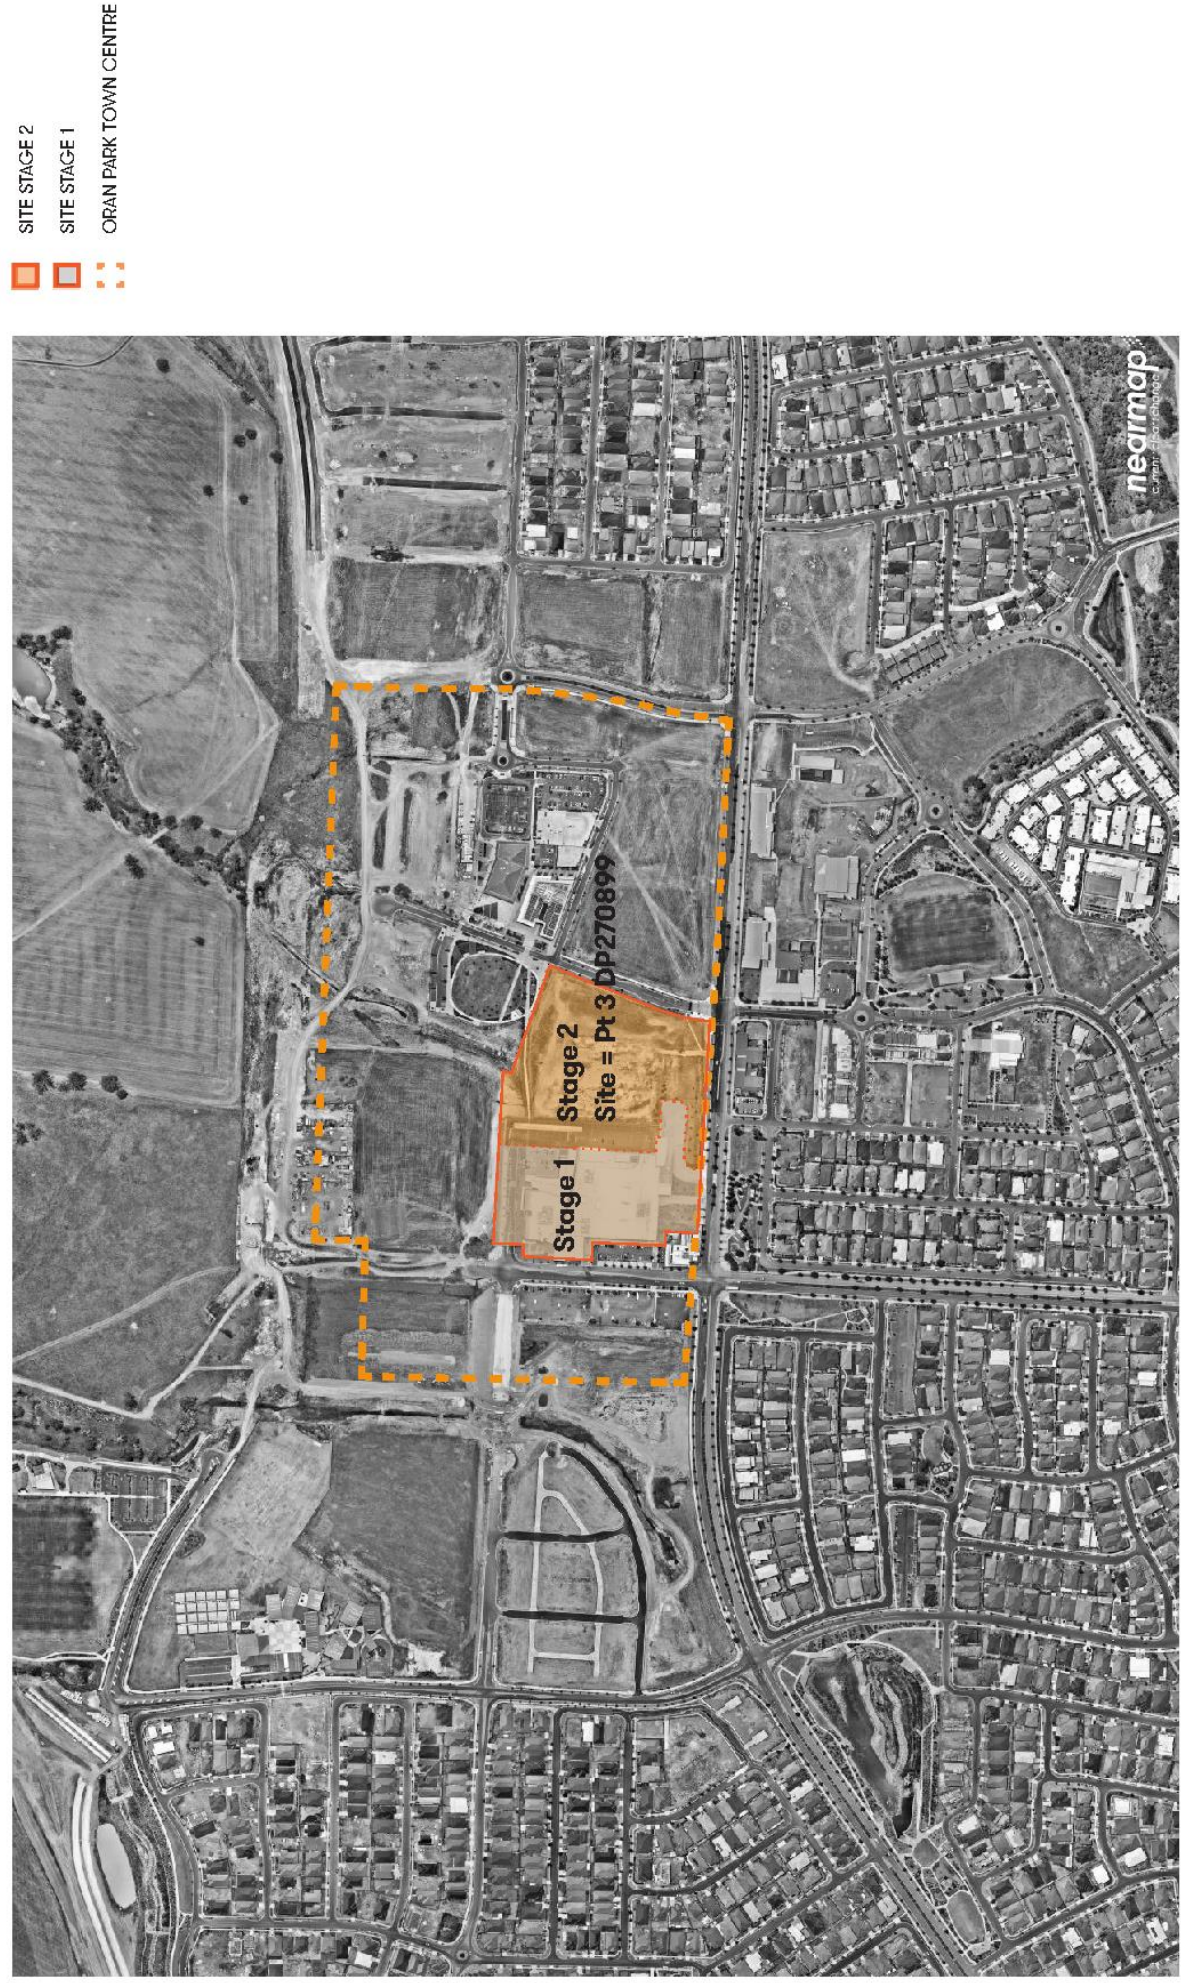 SITE STAGE 2
SITE STAGE 1
ORAN PARK TOWN CENTRE
Stage 1
Stage 2
Site = Pt 3 DP270899
nearmap